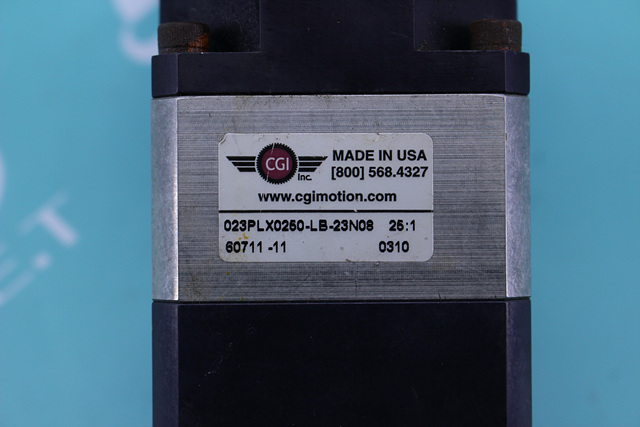 CGI
inc.
MADE IN USA
[800] 568.4327
www.cgimotion.com
023PLX0250-LB-23N08 25:1
60711 -11 0310